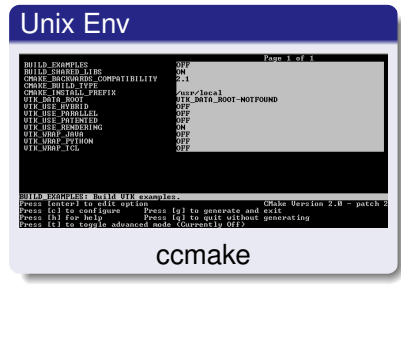 Unix Env
Page 1 of 1
BUILD_EXAMPLES OFF
BUILD_SHARED_LIBS ON
CMAKE_BACKWARDS_COMPATIBILITY 2.1
CMAKE_BUILD_TYPE
CMAKE_INSTALL_PREFIX /usr/local
VTK_DATA_ROOT VTK_DATA_ROOT-NOTFOUND
VTK_USE_HYBRID OFF
VTK_USE_PARALLEL OFF
VTK_USE_PATENTED OFF
VTK_USE_RENDERING ON
VTK_WRAP_JAVA OFF
VTK_WRAP_PYTHON OFF
VTK_WRAP_TCL OFF
BUILD_EXAMPLES: Build VTK examples.
Press [enter] to edit option CMake Version 2.0 - patch 2
Press [c] to configure Press [g] to generate and exit
Press [h] for help Press [q] to quit without generating
Press [t] to toggle advanced mode (Currently Off)
ccmake